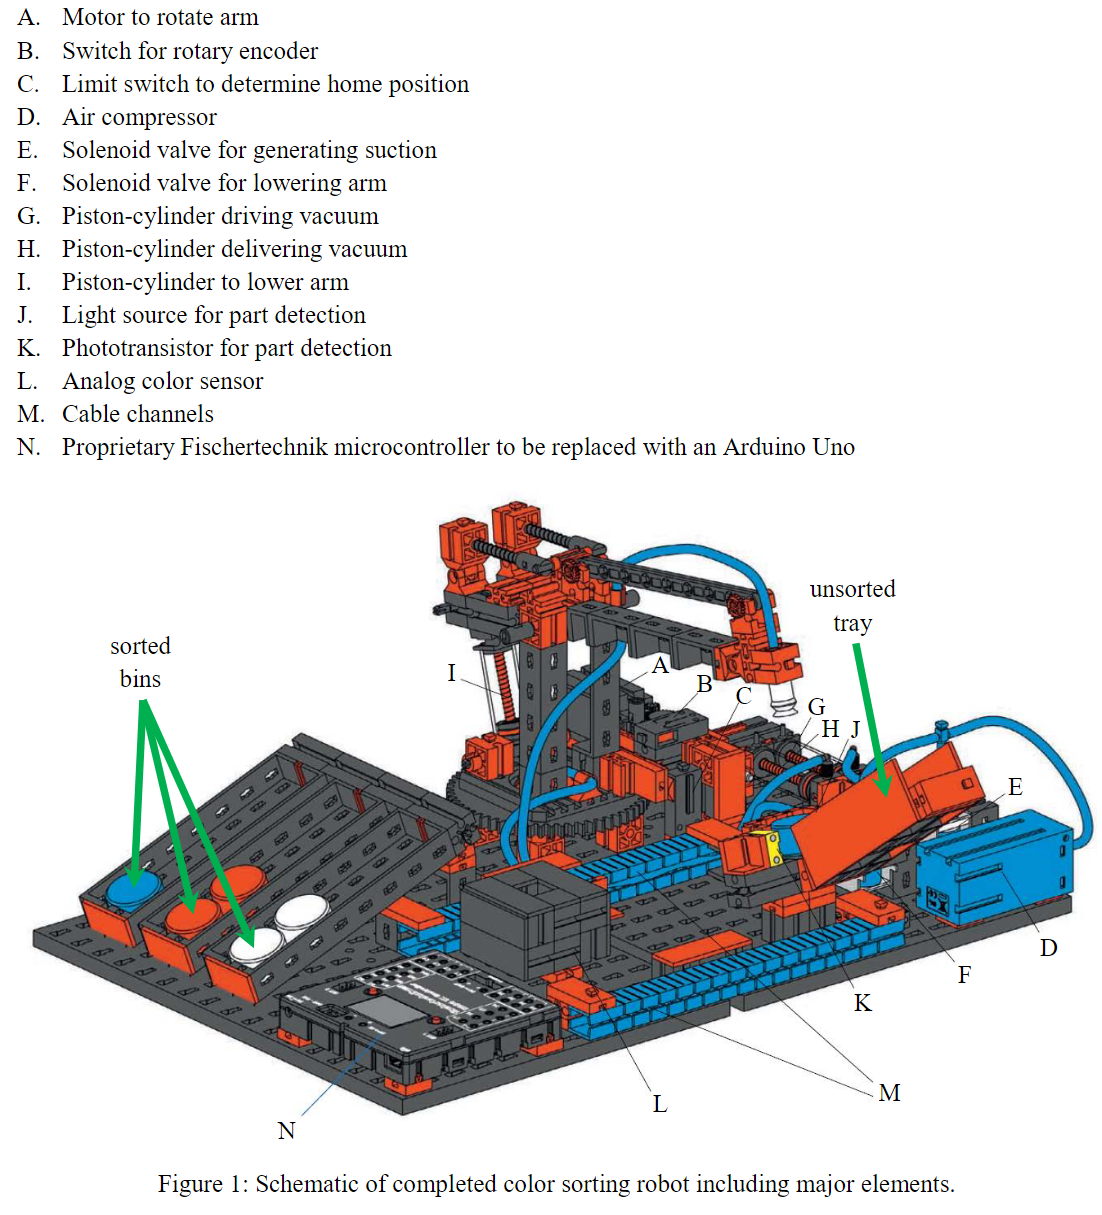 A. Motor to rotate arm
B. Switch for rotary encoder
C. Limit switch to determine home position
D. Air compressor
E. Solenoid valve for generating suction
F. Solenoid valve for lowering arm
G. Piston-cylinder driving vacuum
H. Piston-cylinder delivering vacuum
I. Piston-cylinder to lower arm
J. Light source for part detection
K. Phototransistor for part detection
L. Analog color sensor
M. Cable channels
N. Proprietary Fischertechnik microcontroller to be replaced with an Arduino Uno
unsorted
tray
sorted
bins
I
A
B
C
G
H
J
E
D
F
K
M
L
N
Figure 1: Schematic of completed color sorting robot including major elements.